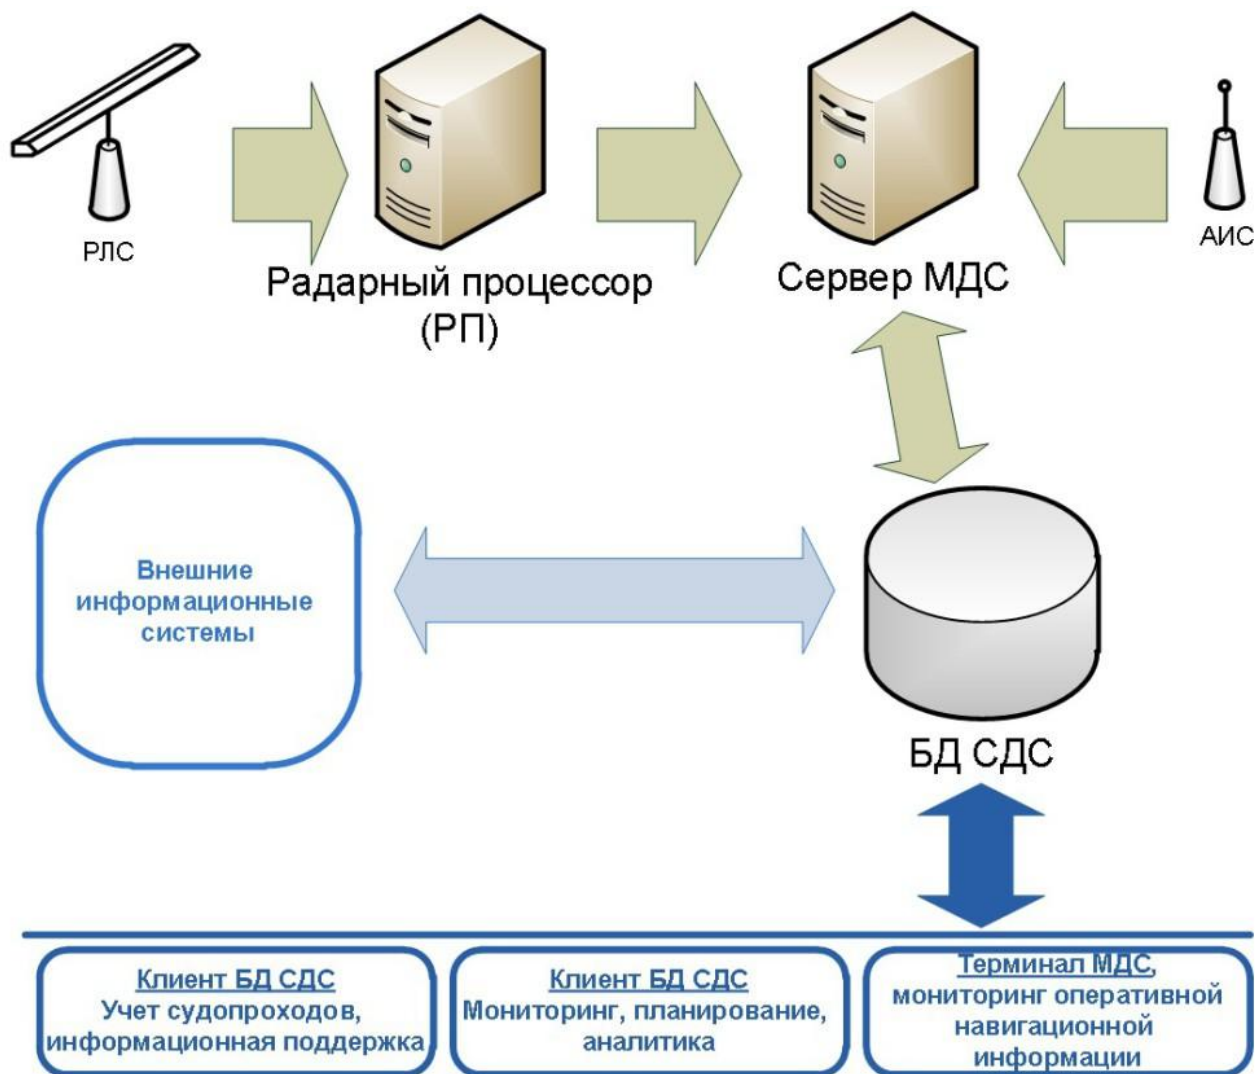 РЛС
Радарный процессор
(РП)
Сервер МДС
АИС
Внешние
информационные
системы
БД СДС
Клиент БД СДС
Учет судопроходов,
информационная поддержка
Клиент БД СДС
Мониторинг, планирование,
аналитика
Терминал МДС,
мониторинг оперативной
навигационной
информации